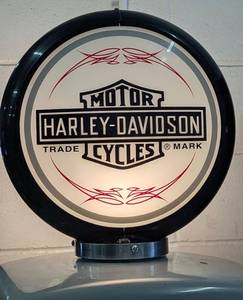 MOTOR
HARLEY-DAVIDSON
TRADE ® MARK
CYCLES